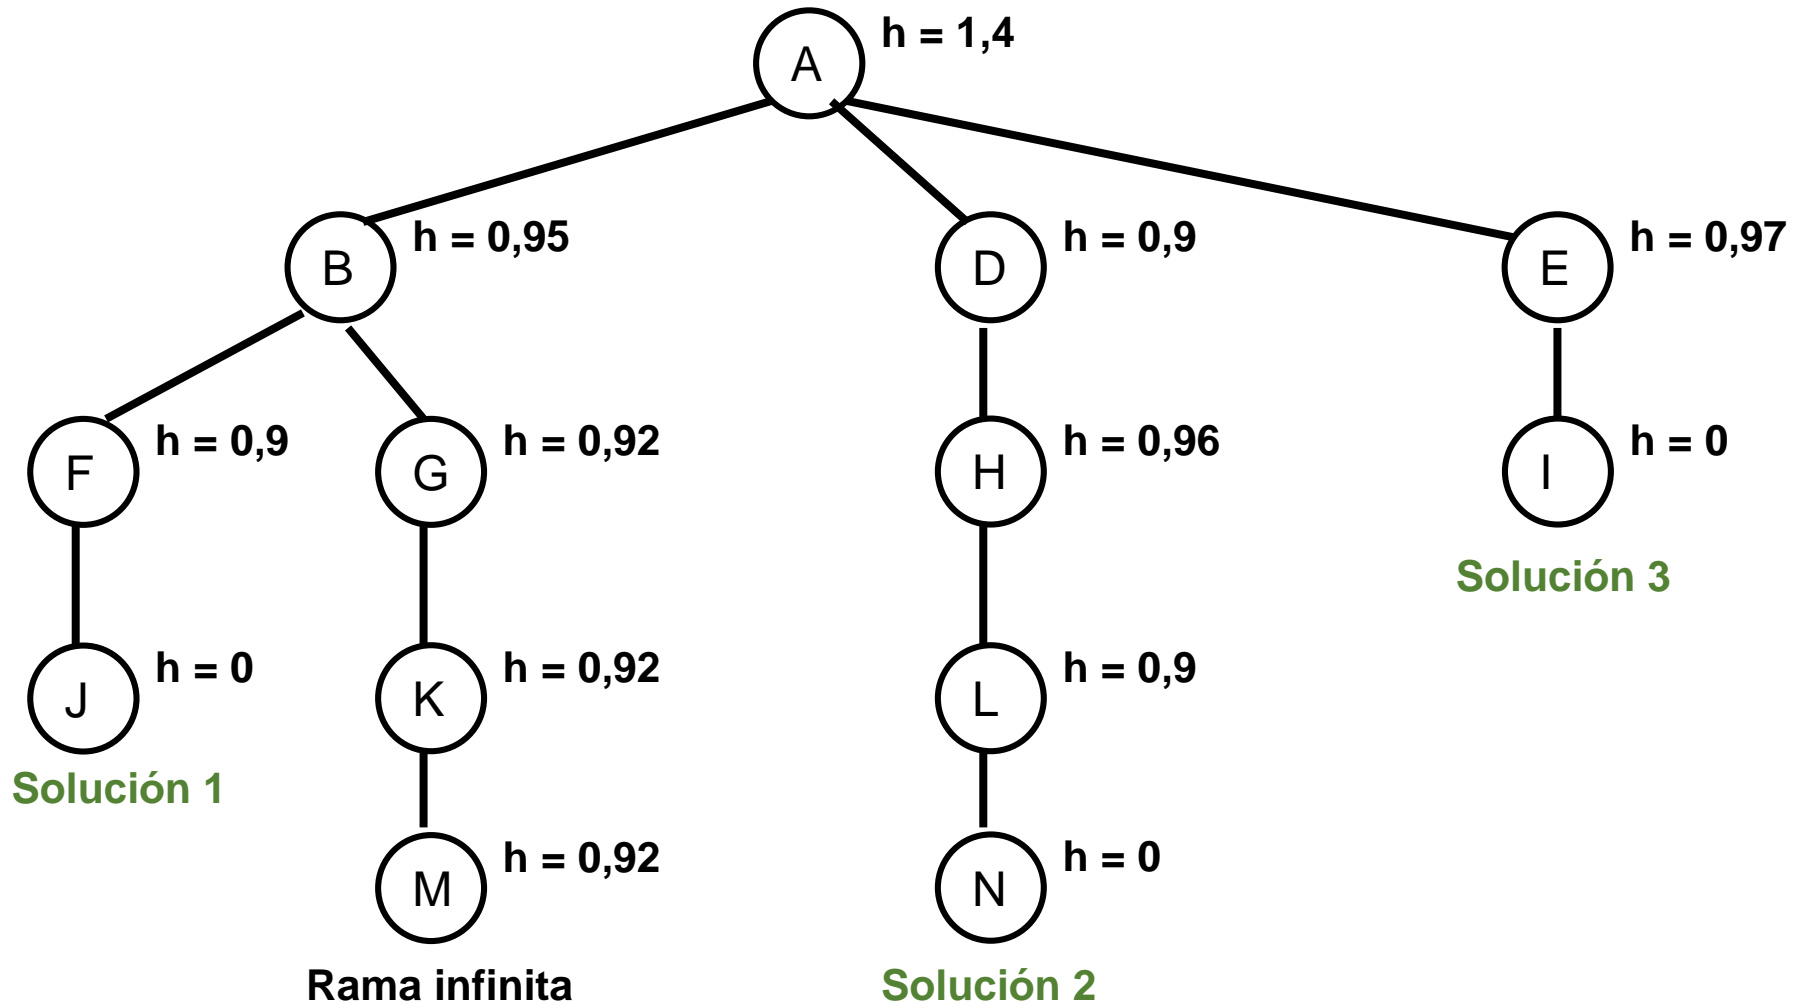 A
h = 1,4
B
h = 0,95
D
h = 0,9
E
h = 0,97
F
h = 0,9
G
h = 0,92
H
h = 0,96
I
h = 0
Solución 3
J
h = 0
K
h = 0,92
L
h = 0,9
Solución 1
M
h = 0,92
N
h = 0
Rama infinita
Solución 2